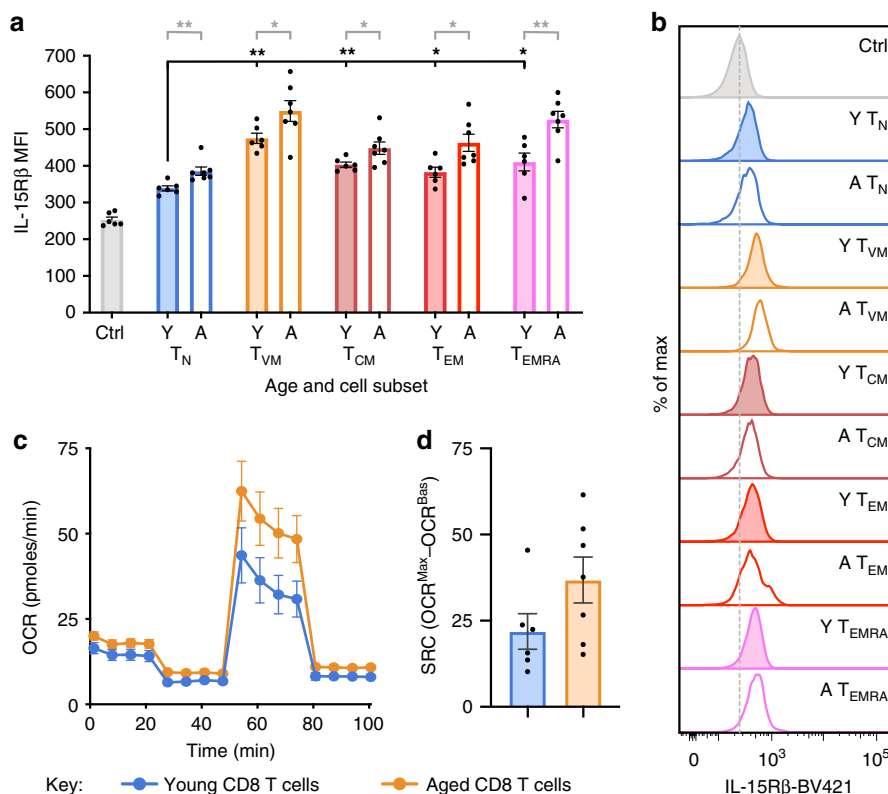 a
** * * * **
** ** * *
700
600
500
400
300
200
100
0
IL-15Rβ MFI
Ctrl Y A Y A Y A Y A Y A
TN TVM TCM TEM TEMRA
Age and cell subset
b
Ctrl
Y TN
A TN
Y TVM
A TVM
Y TCM
A TCM
Y TEM
A TEM
Y TEMRA
A TEMRA
% of max
0 10³ 10⁵
IL-15Rβ-BV421
c
75
50
25
0
OCR (pmoles/min)
0 20 40 60 80 100
Time (min)
d
75
50
25
0
SRC (OCRMax–OCRBas)
Key: Young CD8 T cells Aged CD8 T cells